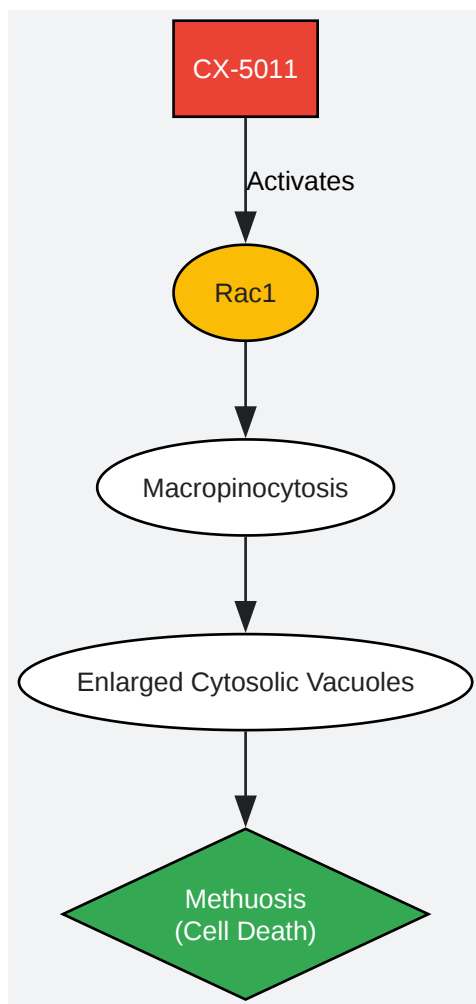 CX-5011
Activates
Rac1
Macropinocytosis
Enlarged Cytosolic Vacuoles
Methuosis
(Cell Death)